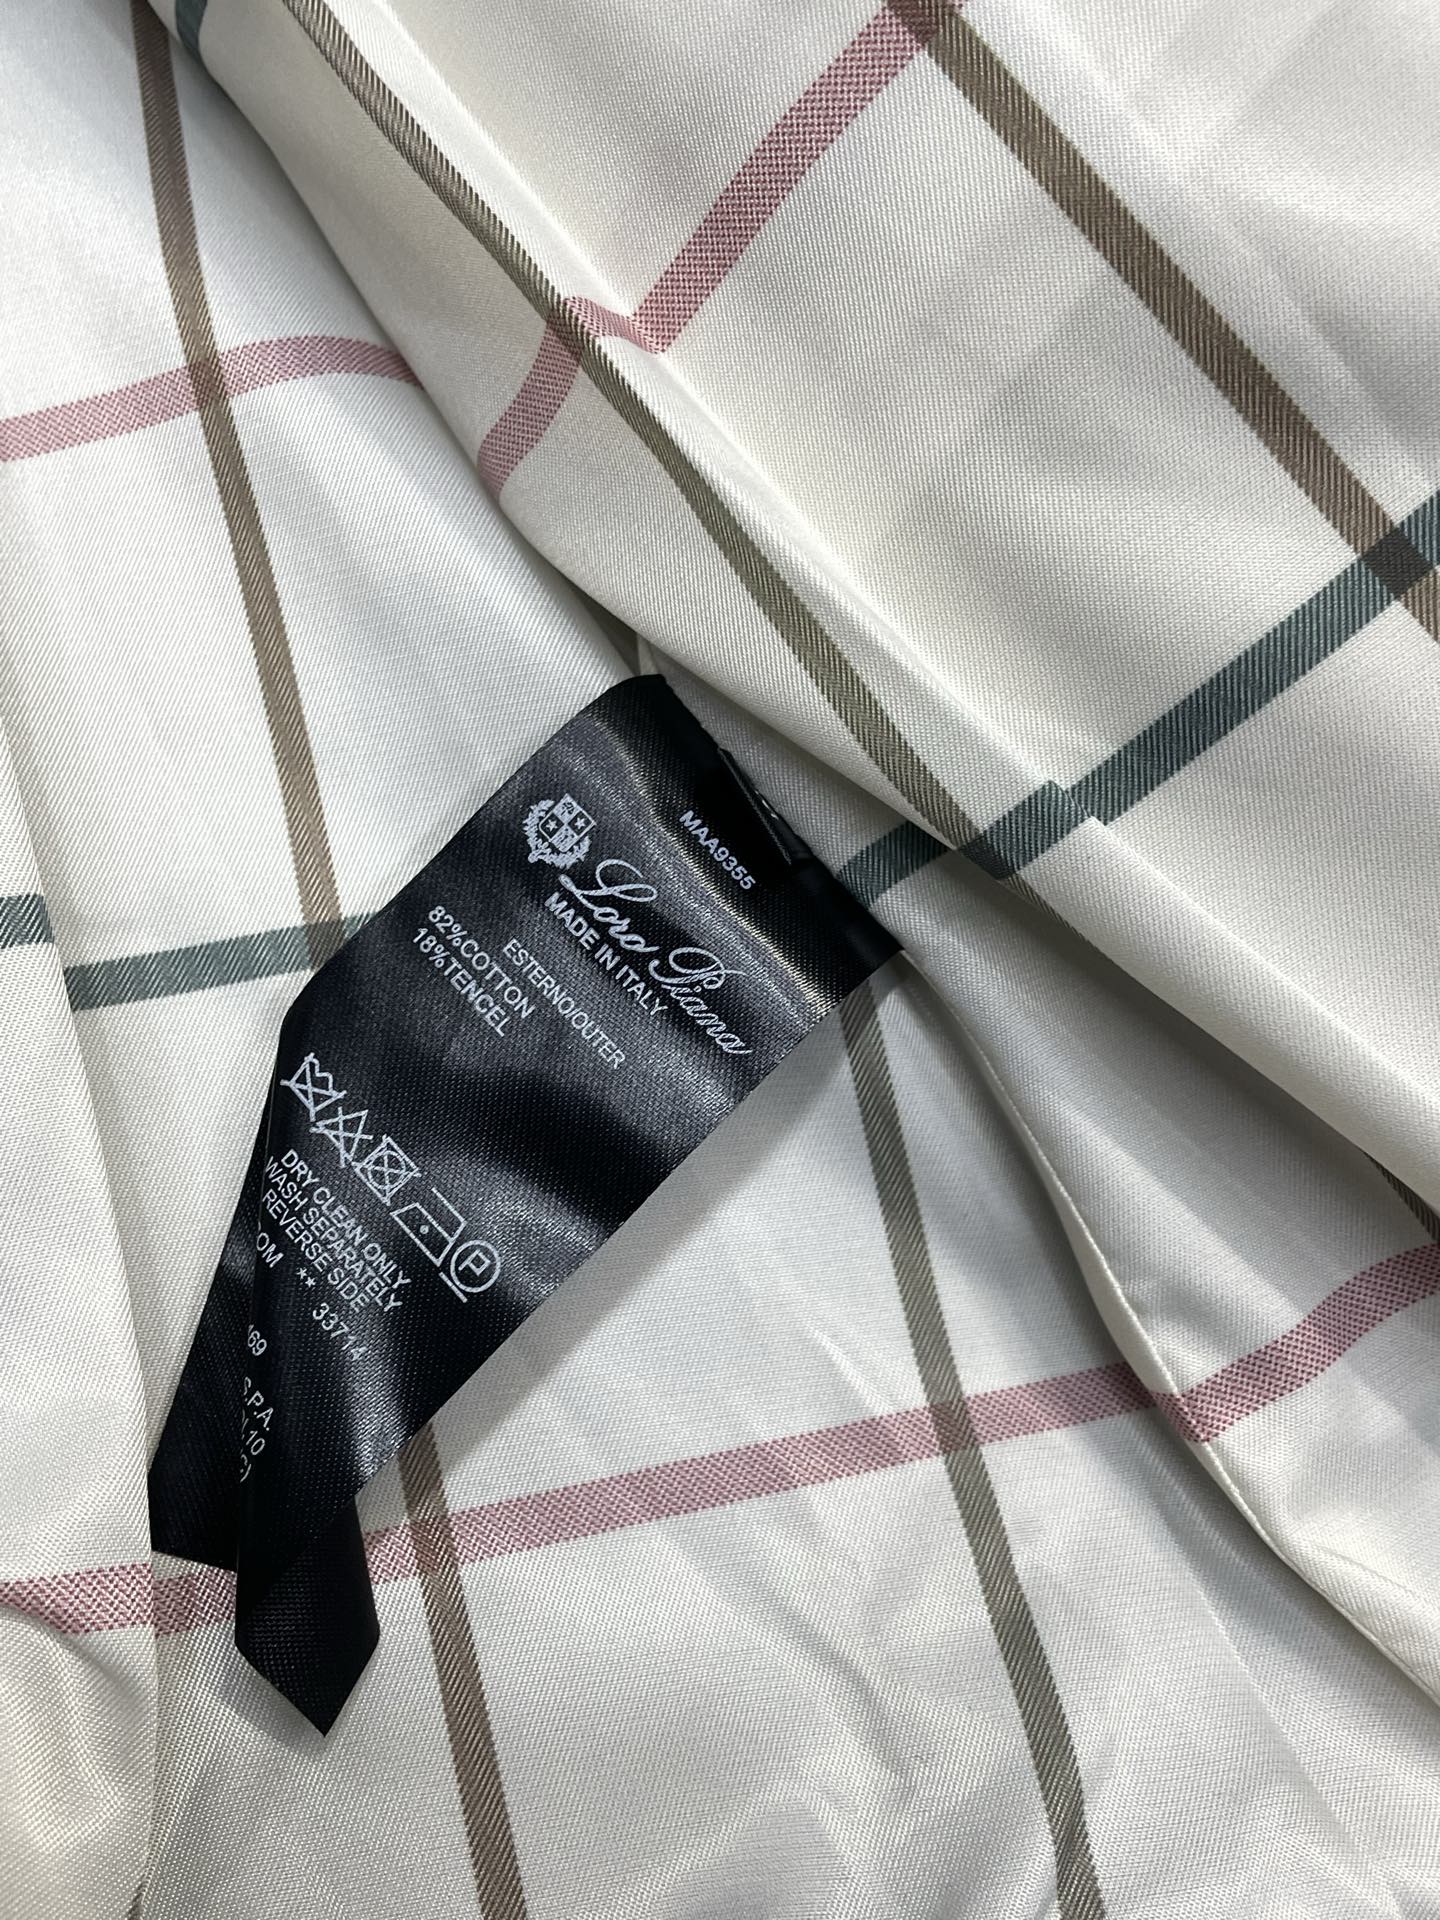 MAA9355
Loro Piana
MADE IN ITALY
ESTERNO/OUTER
82%COTTON
18%TENCEL
P
DRY CLEAN ONLY
WASH SEPARATELY
REVERSE SIDE
** 33714
S.P.A.